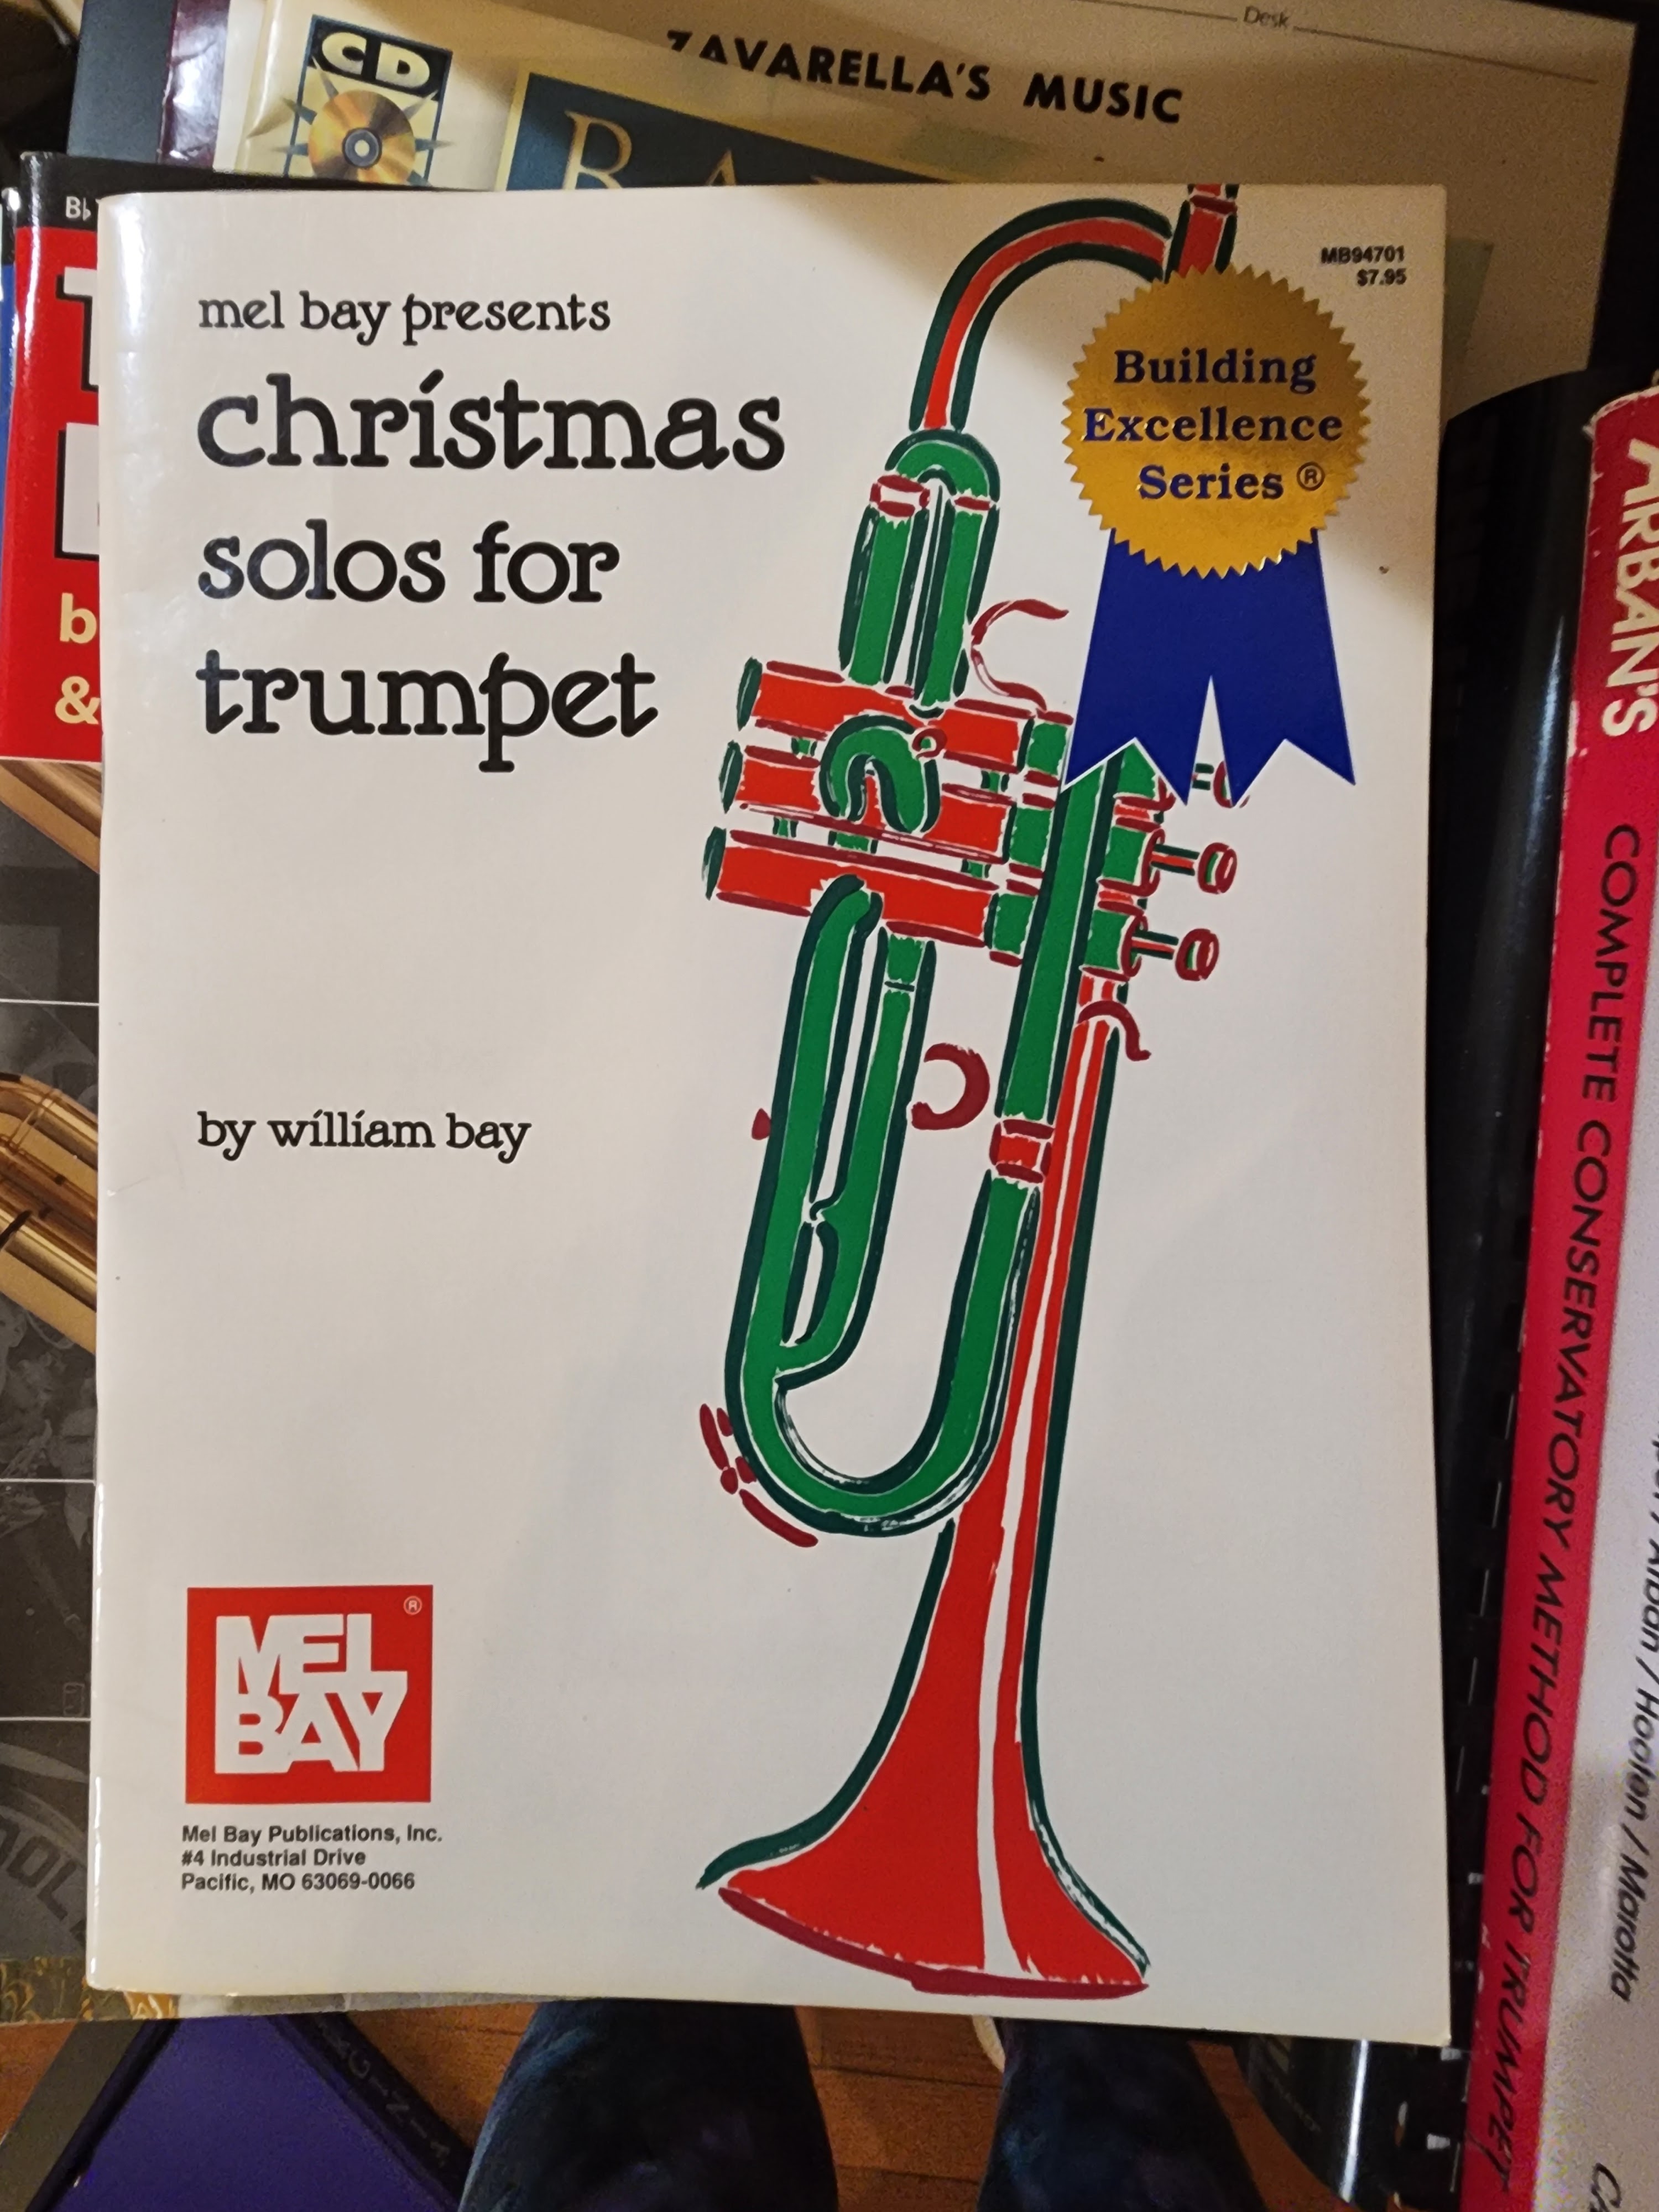 Desk
ZAVARELLA'S MUSIC
CD
B♭
mel bay presents
christmas
solos for
trumpet
MB94701
$7.95
Building
Excellence
Series ®
b
&
by william bay
MEL
BAY
®
Mel Bay Publications, Inc.
#4 Industrial Drive
Pacific, MO 63069-0066
ARBAN'S
COMPLETE CONSERVATORY METHOD FOR TRUMPET
Arban / Hoolen / Marotta